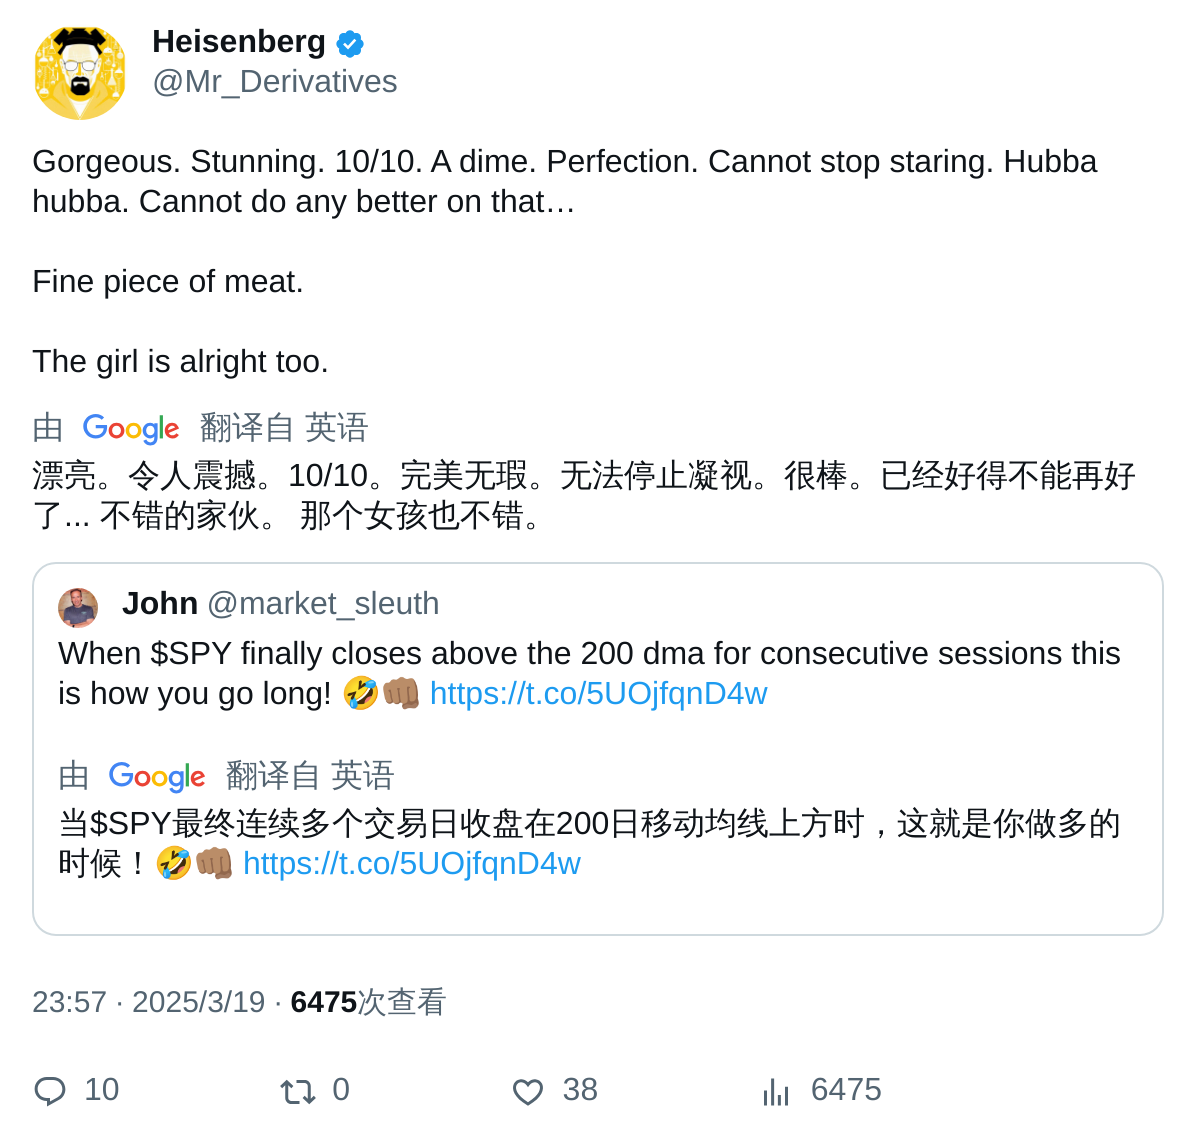 Heisenberg
@Mr_Derivatives
Gorgeous. Stunning. 10/10. A dime. Perfection. Cannot stop staring. Hubba
hubba. Cannot do any better on that…
Fine piece of meat.
The girl is alright too.
由 Google 翻译自 英语
漂亮。令人震撼。10/10。完美无瑕。无法停止凝视。很棒。已经好得不能再好
了... 不错的家伙。 那个女孩也不错。
John @market_sleuth
When $SPY finally closes above the 200 dma for consecutive sessions this
is how you go long! 🤣👊🏽 https://t.co/5UOjfqnD4w
由 Google 翻译自 英语
当$SPY最终连续多个交易日收盘在200日移动均线上方时，这就是你做多的
时候！🤣👊🏽 https://t.co/5UOjfqnD4w
23:57 · 2025/3/19 · 6475次查看
10 0 38 6475